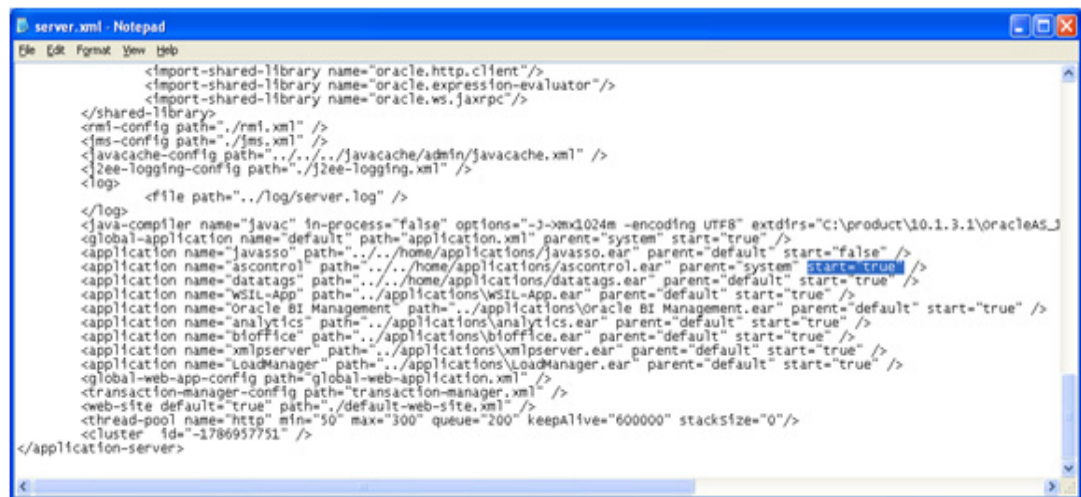 server.xml - Notepad
File Edit Format View Help
<import-shared-library name="oracle.http.client"/>
<import-shared-library name="oracle.expression-evaluator"/>
<import-shared-library name="oracle.ws.jaxrpc"/>
</shared-library>
<rmi-config path="./rmi.xml" />
<jms-config path="./jms.xml" />
<javacache-config path="../../../javacache/admin/javacache.xml" />
<j2ee-logging-config path="./j2ee-logging.xml" />
<log>
<file path="../log/server.log" />
</log>
<java-compiler name="javac" in-process="false" options="-J-Xmx1024m -encoding UTF8" extdirs="C:\product\10.1.3.1\OracleAS_1
<global-application name="default" path="application.xml" parent="system" start="true" />
<application name="javasso" path="../../home/applications/javasso.ear" parent="default" start="false" />
<application name="ascontrol" path="../../home/applications/ascontrol.ear" parent="system" start="true" />
<application name="datatags" path="../../home/applications/datatags.ear" parent="default" start="true" />
<application name="WSIL-App" path="../applications\WSIL-App.ear" parent="default" start="true" />
<application name="Oracle BI Management" path="../applications\Oracle BI Management.ear" parent="default" start="true" />
<application name="analytics" path="../applications\analytics.ear" parent="default" start="true" />
<application name="bioffice" path="../applications\bioffice.ear" parent="default" start="true" />
<application name="xmlpserver" path="../applications\xmlpserver.ear" parent="default" start="true" />
<application name="LoadManager" path="../applications\LoadManager.ear" parent="default" start="true" />
<global-web-app-config path="global-web-application.xml" />
<transaction-manager-config path="transaction-manager.xml" />
<web-site default="true" path="./default-web-site.xml" />
<thread-pool name="http" min="50" max="300" queue="200" keepAlive="600000" stackSize="0"/>
<cluster id="-1786957751" />
</application-server>